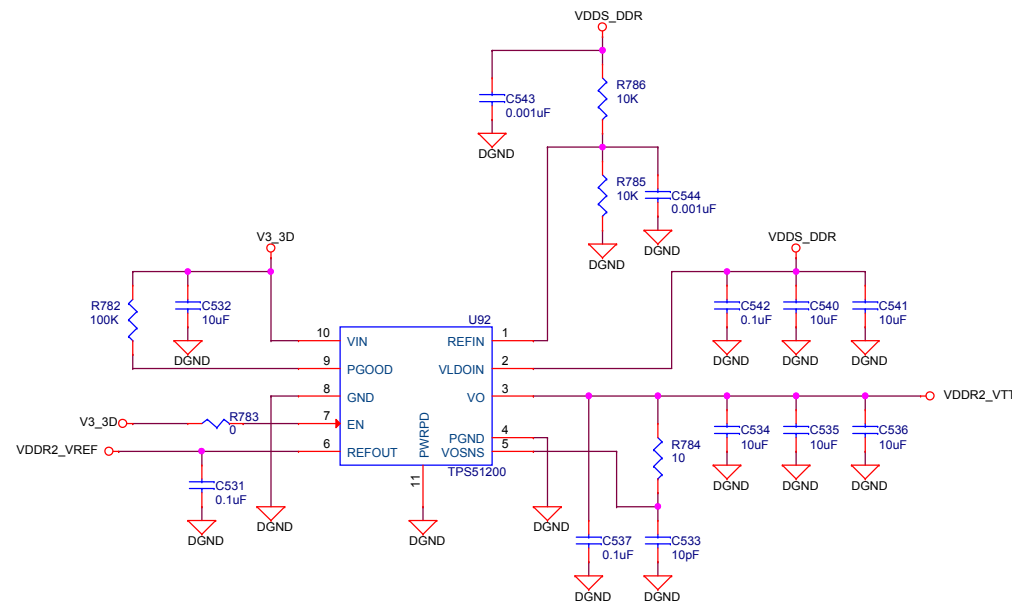 VDDS_DDR
R786
10K
C543
0.001uF
DGND
R785
10K
C544
0.001uF
DGND
DGND
V3_3D
VDDS_DDR
R782
100K
C532
10uF
DGND
C542
0.1uF
DGND
C540
10uF
DGND
C541
10uF
DGND
U92
10
VIN
REFIN
1
9
PGOOD
VLDOIN
2
8
GND
VO
3
VDDR2_VTT
V3_3D
R783
0
7
EN
PGND
4
VDDR2_VREF
6
REFOUT
VOSNS
5
PWRPD
11
TPS51200
C531
0.1uF
DGND
DGND
DGND
DGND
R784
10
C534
10uF
DGND
C535
10uF
DGND
C536
10uF
DGND
C537
0.1uF
DGND
C533
10pF
DGND